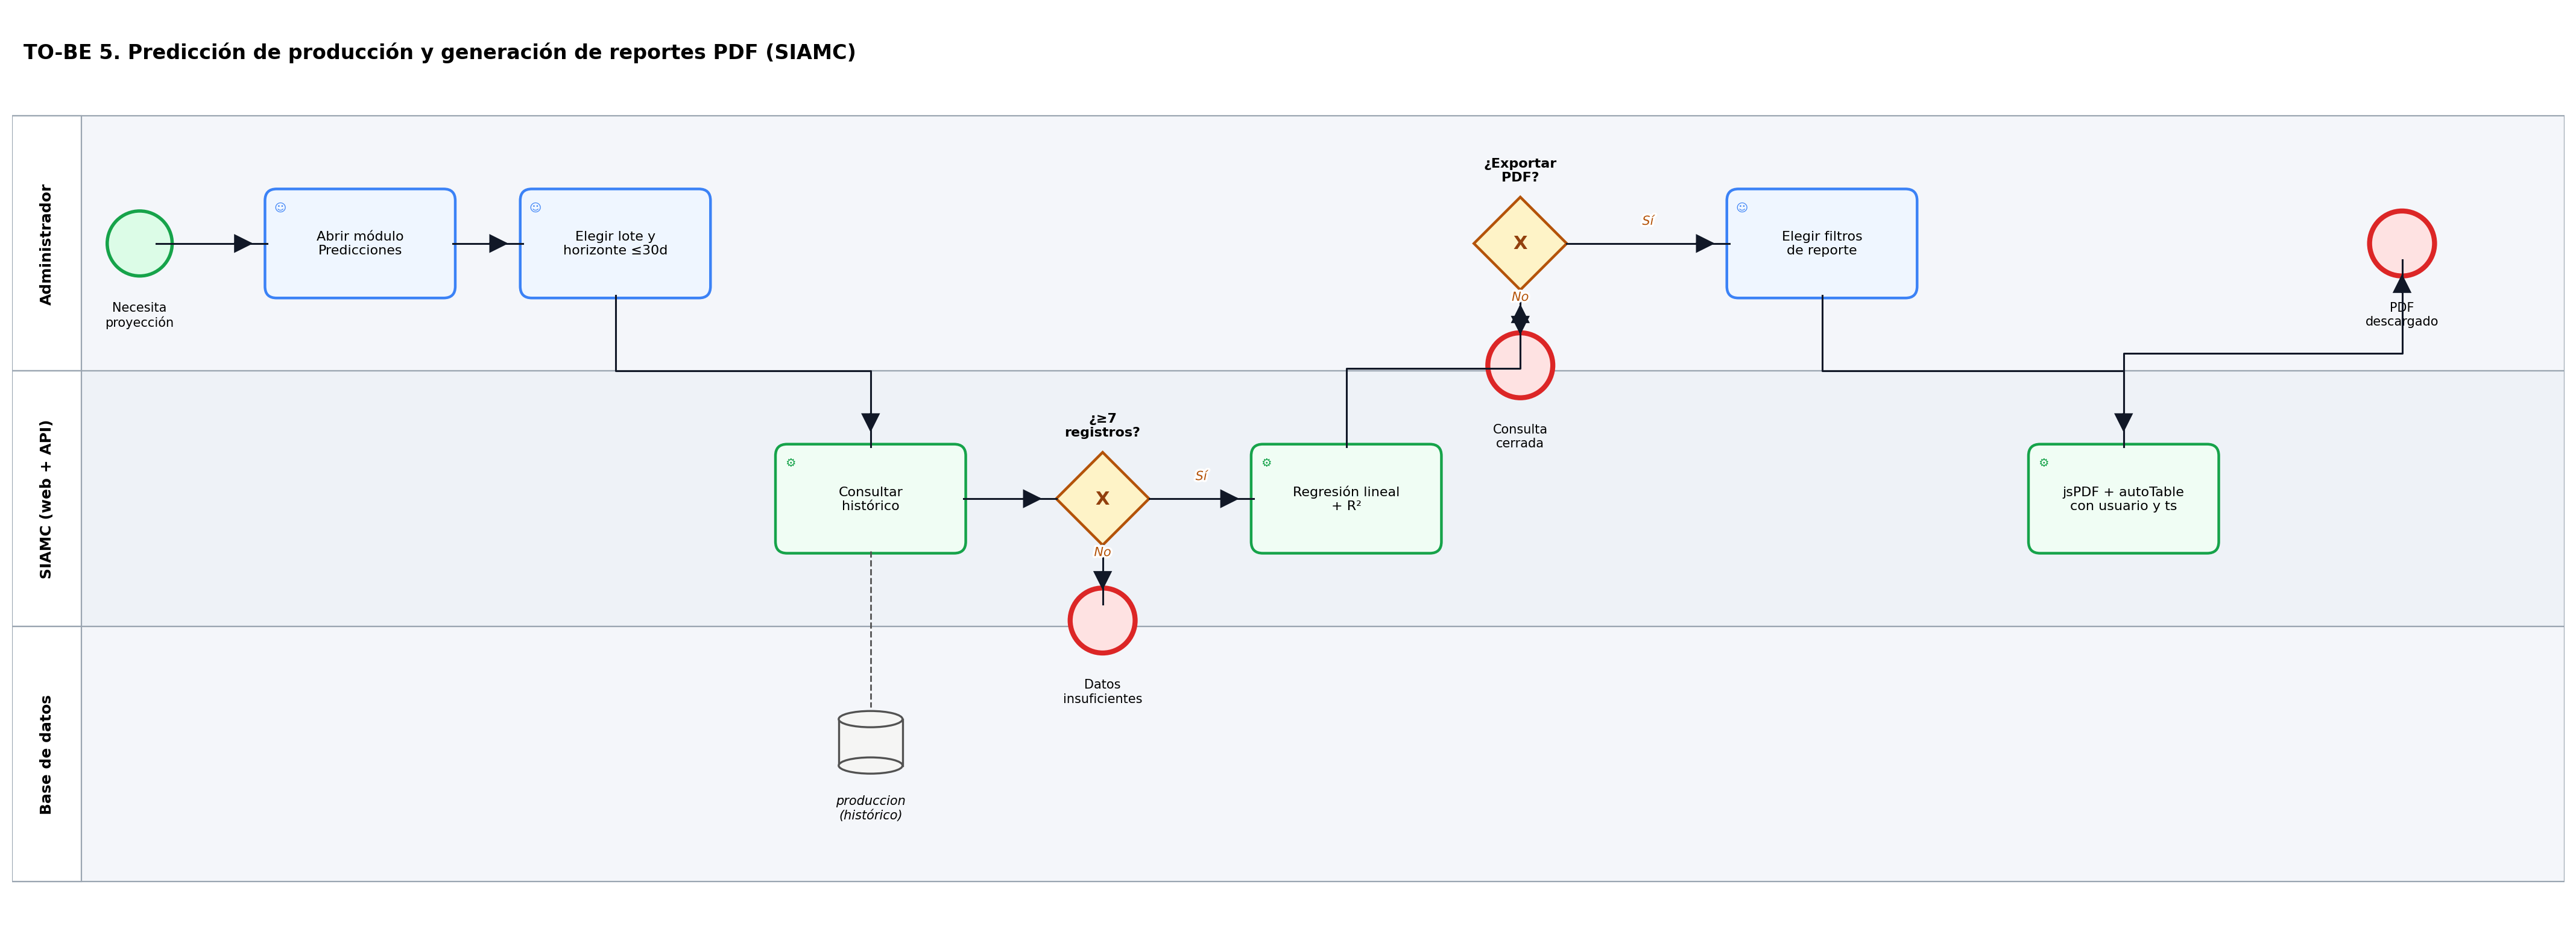 TO-BE 5. Predicción de producción y generación de reportes PDF (SIAMC)
Administrador
Necesita
proyección
Abrir módulo
Predicciones
Elegir lote y
horizonte ≤30d
¿Exportar
PDF?
X
Sí
No
Elegir filtros
de reporte
PDF
descargado
Consulta
cerrada
SIAMC (web + API)
Consultar
histórico
¿≥7
registros?
X
Sí
No
Regresión lineal
+ R²
jsPDF + autoTable
con usuario y ts
Datos
insuficientes
Base de datos
produccion
(histórico)